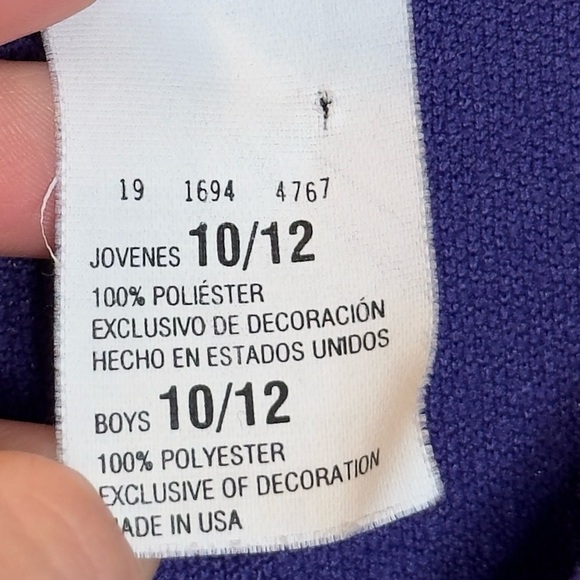 19 1694 4767
JOVENES 10/12
100% POLIÉSTER
EXCLUSIVO DE DECORACIÓN
HECHO EN ESTADOS UNIDOS
BOYS 10/12
100% POLYESTER
EXCLUSIVE OF DECORATION
MADE IN USA